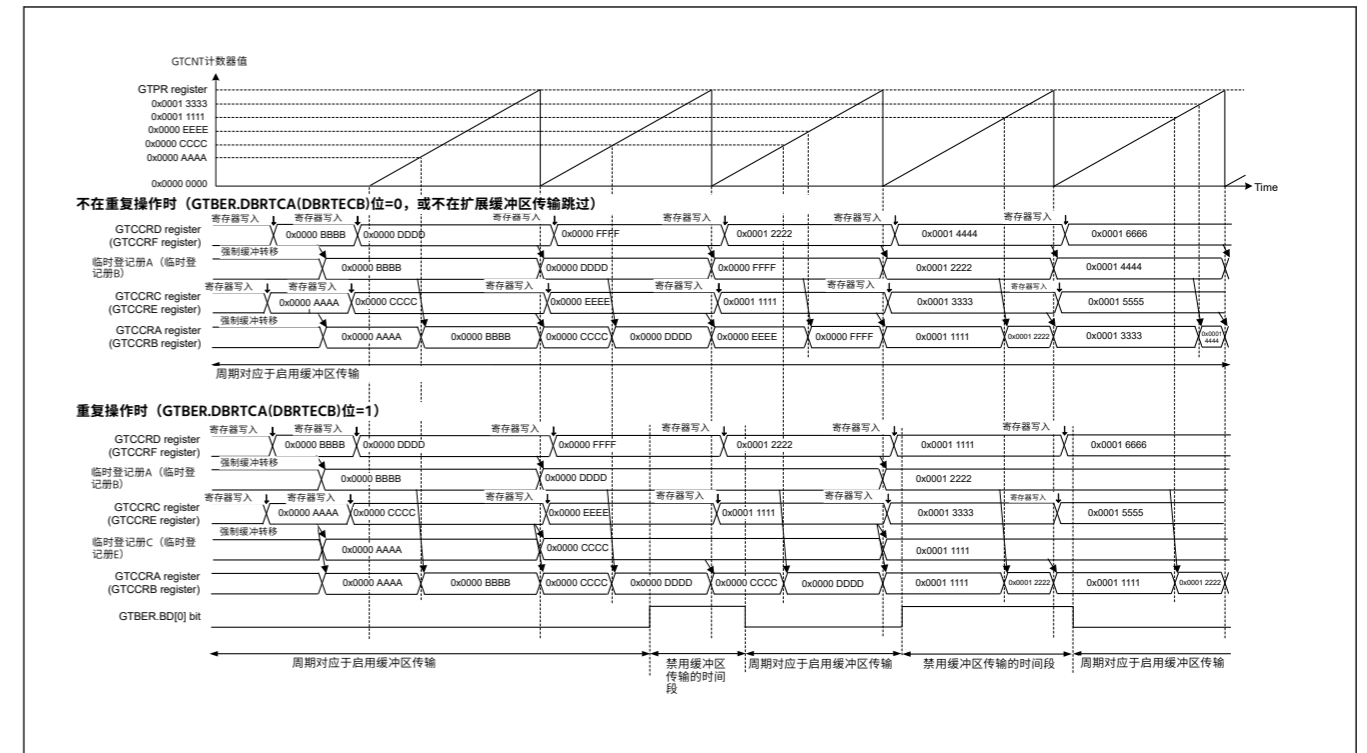 GTCNT计数器值
GTPR register
0x0001 3333
0x0001 1111
0x0000 EEEE
0x0000 CCCC
0x0000 AAAA
0x0000 0000
Time
不在重复操作时（GTBER.DBRTCA(DBRTECB)位=0，或不在扩展缓冲区传输跳过）
寄存器写入 寄存器写入 寄存器写入 寄存器写入 寄存器写入 寄存器写入
GTCCRD register
(GTCCRF register)
0x0000 BBBB 0x0000 DDDD 0x0000 FFFF 0x0001 2222 0x0001 4444 0x0001 6666
强制缓冲转移
临时登记册A（临时登
记册B）
0x0000 BBBB 0x0000 DDDD 0x0000 FFFF 0x0001 2222 0x0001 4444
寄存器写入 寄存器写入 寄存器写入 寄存器写入 寄存器写入 寄存器写入
GTCCRC register
(GTCCRE register)
0x0000 AAAA 0x0000 CCCC 0x0000 EEEE 0x0001 1111 0x0001 3333 0x0001 5555
强制缓冲转移
GTCCRA register
(GTCCRB register)
0x0000 AAAA 0x0000 BBBB 0x0000 CCCC 0x0000 DDDD 0x0000 EEEE 0x0000 FFFF 0x0001 1111 0x0001 2222 0x0001 3333 0x0001 4444
周期对应于启用缓冲区传输
重复操作时（GTBER.DBRTCA(DBRTECB)位=1）
寄存器写入 寄存器写入 寄存器写入 寄存器写入 寄存器写入 寄存器写入
GTCCRD register
(GTCCRF register)
0x0000 BBBB 0x0000 DDDD 0x0000 FFFF 0x0001 2222 0x0001 1111 0x0001 6666
强制缓冲转移
临时登记册A（临时登
记册B）
0x0000 BBBB 0x0000 DDDD 0x0001 2222
寄存器写入 寄存器写入 寄存器写入 寄存器写入 寄存器写入 寄存器写入
GTCCRC register
(GTCCRE register)
0x0000 AAAA 0x0000 CCCC 0x0000 EEEE 0x0001 1111 0x0001 3333 0x0001 5555
强制缓冲转移
临时登记册C（临时登
记册E）
0x0000 AAAA 0x0000 CCCC 0x0001 1111
GTCCRA register
(GTCCRB register)
0x0000 AAAA 0x0000 BBBB 0x0000 CCCC 0x0000 DDDD 0x0000 CCCC 0x0000 DDDD 0x0001 1111 0x0001 2222 0x0001 1111 0x0001 2222
GTBER.BD[0] bit
周期对应于启用缓冲区传输 禁用缓冲区 周期对应于启用缓冲区传输 禁用缓冲区传输的时间段 周期对应于启用缓冲区传输
传输的时间
段